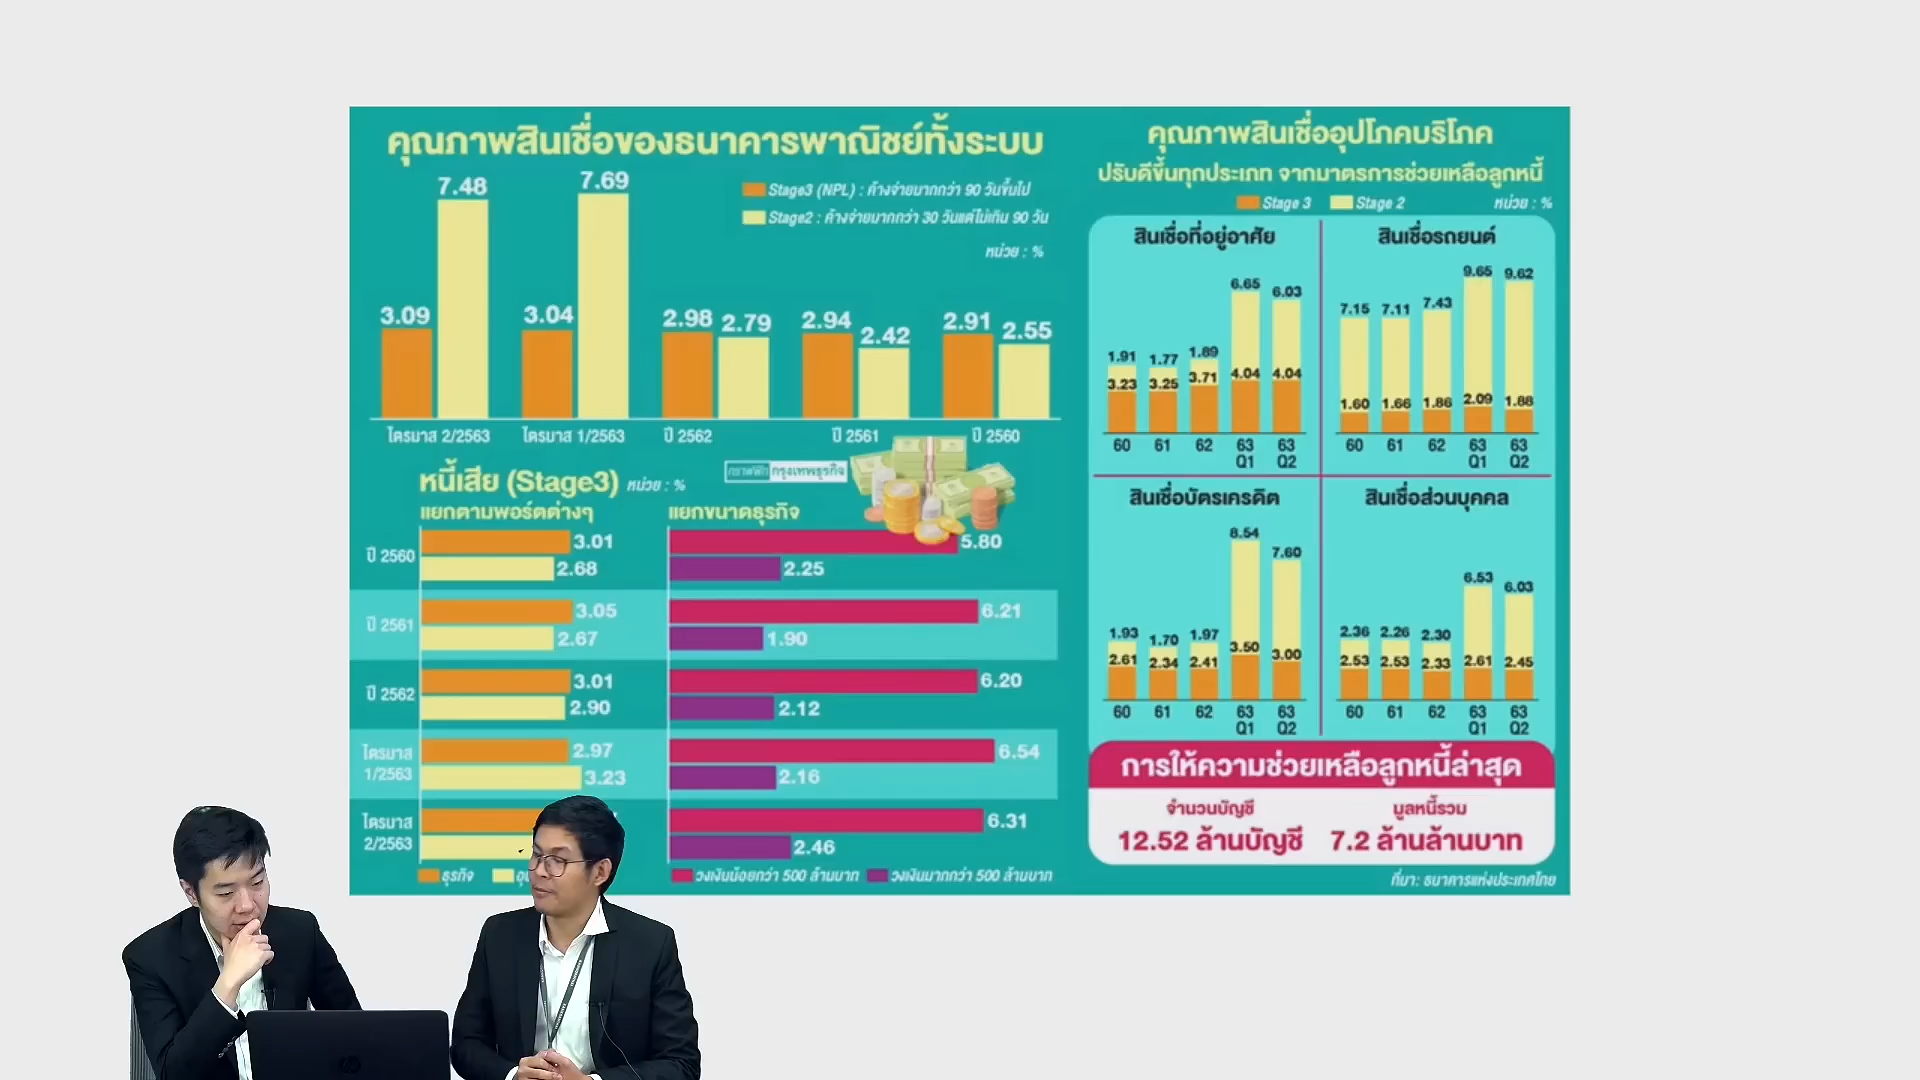 คุณภาพสินเชื่อของธนาคารพาณิชย์ทั้งระบบ
7.48
7.69
Stage3 (NPL) : ค้างจ่ายมากกว่า 90 วันขึ้นไป
Stage2 : ค้างจ่ายมากกว่า 30 วันแต่ไม่เกิน 90 วัน
หน่วย : %
3.09
3.04
2.98
2.79
2.94
2.42
2.91
2.55
ไตรมาส 2/2563
ไตรมาส 1/2563
ปี 2562
ปี 2561
ปี 2560
กราฟฟิก กรุงเทพธุรกิจ
หนี้เสีย (Stage3) หน่วย : %
แยกตามพอร์ตต่างๆ
แยกขนาดธุรกิจ
ปี 2560
3.01
2.68
5.80
2.25
ปี 2561
3.05
2.67
6.21
1.90
ปี 2562
3.01
2.90
6.20
2.12
ไตรมาส
1/2563
2.97
3.23
6.54
2.16
ไตรมาส
2/2563
6.31
2.46
ธุรกิจ
วงเงินน้อยกว่า 500 ล้านบาท
วงเงินมากกว่า 500 ล้านบาท
คุณภาพสินเชื่ออุปโภคบริโภค
ปรับดีขึ้นทุกประเภท จากมาตรการช่วยเหลือลูกหนี้
Stage 3
Stage 2
หน่วย : %
สินเชื่อที่อยู่อาศัย
6.65
6.03
1.91
1.77
1.89
3.23
3.25
3.71
4.04
4.04
60
61
62
63
Q1
63
Q2
สินเชื่อรถยนต์
9.65
9.62
7.15
7.11
7.43
1.60
1.66
1.86
2.09
1.88
60
61
62
63
Q1
63
Q2
สินเชื่อบัตรเครดิต
8.54
7.60
1.93
1.70
1.97
2.61
2.34
2.41
3.50
3.00
60
61
62
63
Q1
63
Q2
สินเชื่อส่วนบุคคล
6.53
6.03
2.36
2.26
2.30
2.53
2.53
2.33
2.61
2.45
60
61
62
63
Q1
63
Q2
การให้ความช่วยเหลือลูกหนี้ล่าสุด
จำนวนบัญชี
12.52 ล้านบัญชี
มูลหนี้รวม
7.2 ล้านล้านบาท
ที่มา: ธนาคารแห่งประเทศไทย